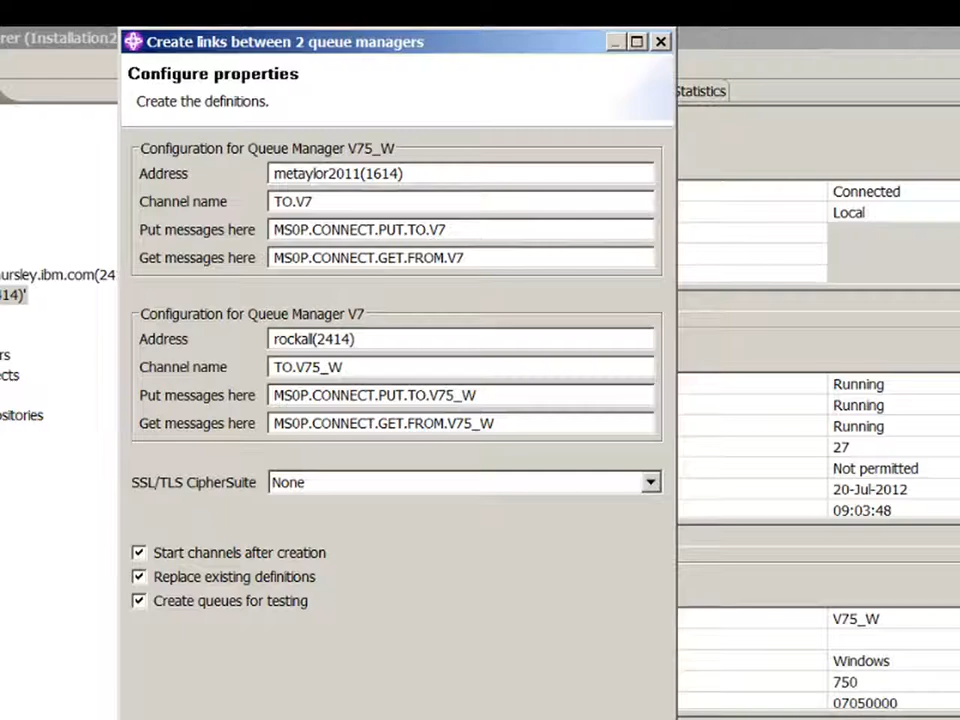 rer (Installation2
Create links between 2 queue managers
Configure properties
Create the definitions.
Statistics
Configuration for Queue Manager V75_W
Address metaylor2011(1614)
Channel name TO.V7
Put messages here MS0P.CONNECT.PUT.TO.V7
Get messages here MS0P.CONNECT.GET.FROM.V7
Configuration for Queue Manager V7
Address rockall(2414)
Channel name TO.V75_W
Put messages here MS0P.CONNECT.PUT.TO.V75_W
Get messages here MS0P.CONNECT.GET.FROM.V75_W
SSL/TLS CipherSuite None
Start channels after creation
Replace existing definitions
Create queues for testing
ursley.ibm.com(24
414)'
rs
ects
ositories
Connected
Local
Running
Running
Running
27
Not permitted
20-Jul-2012
09:03:48
V75_W
Windows
750
07050000